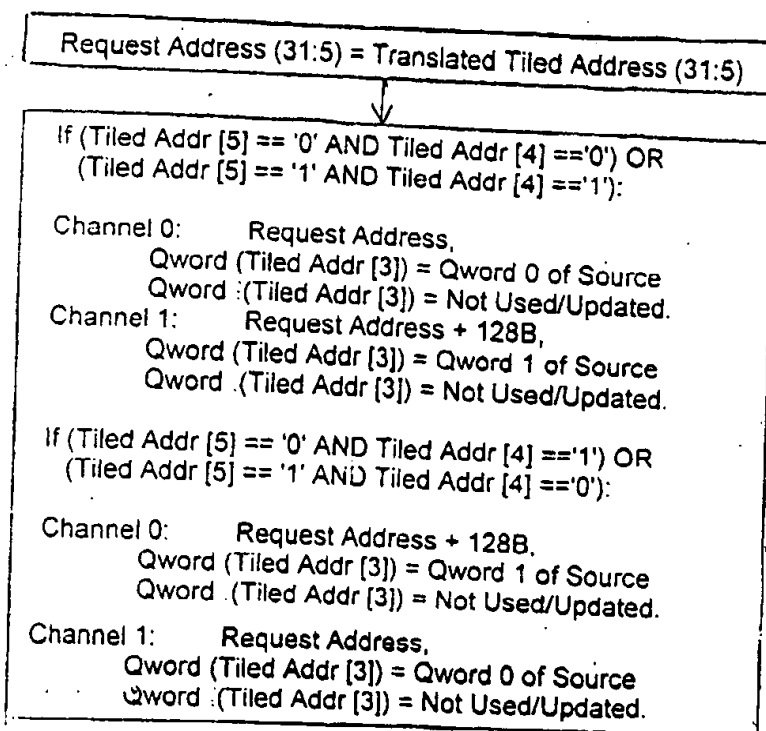 Request Address (31:5) = Translated Tiled Address (31:5)
If (Tiled Addr [5] == '0' AND Tiled Addr [4] =='0') OR
(Tiled Addr [5] == '1' AND Tiled Addr [4] =='1'):
Channel 0: Request Address,
Qword (Tiled Addr [3]) = Qword 0 of Source
Qword :(Tiled Addr [3]) = Not Used/Updated.
Channel 1: Request Address + 128B,
Qword (Tiled Addr [3]) = Qword 1 of Source
Qword .(Tiled Addr [3]) = Not Used/Updated.
If (Tiled Addr [5] == '0' AND Tiled Addr [4] =='1') OR
(Tiled Addr [5] == '1' AND Tiled Addr [4] =='0'):
Channel 0: Request Address + 128B,
Qword (Tiled Addr [3]) = Qword 1 of Source
Qword .(Tiled Addr [3]) = Not Used/Updated.
Channel 1: Request Address,
Qword (Tiled Addr [3]) = Qword 0 of Source
Qword :(Tiled Addr [3]) = Not Used/Updated.